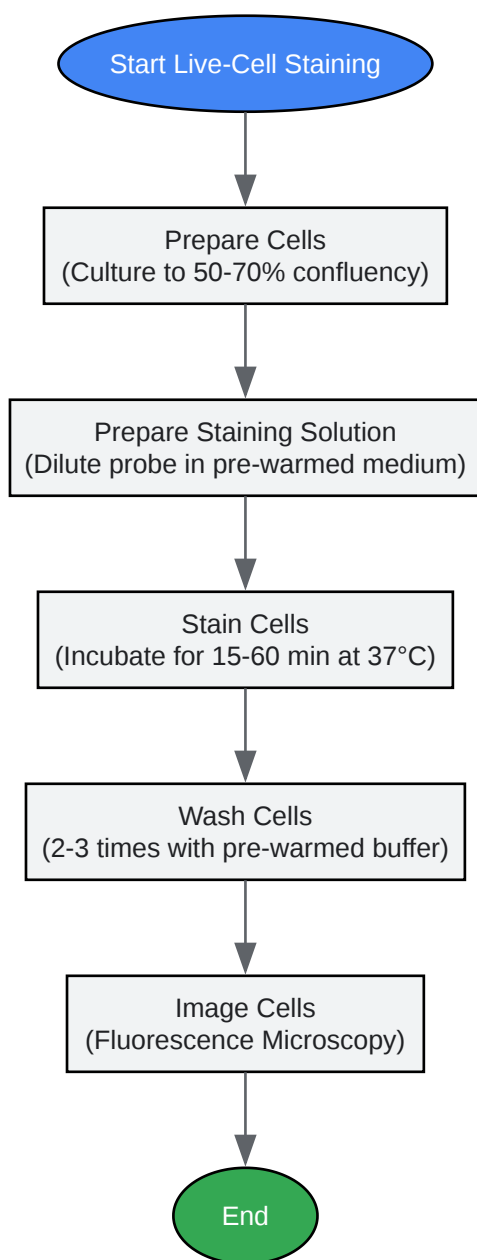 Start Live-Cell Staining
Prepare Cells
(Culture to 50-70% confluency)
Prepare Staining Solution
(Dilute probe in pre-warmed medium)
Stain Cells
(Incubate for 15-60 min at 37°C)
Wash Cells
(2-3 times with pre-warmed buffer)
Image Cells
(Fluorescence Microscopy)
End